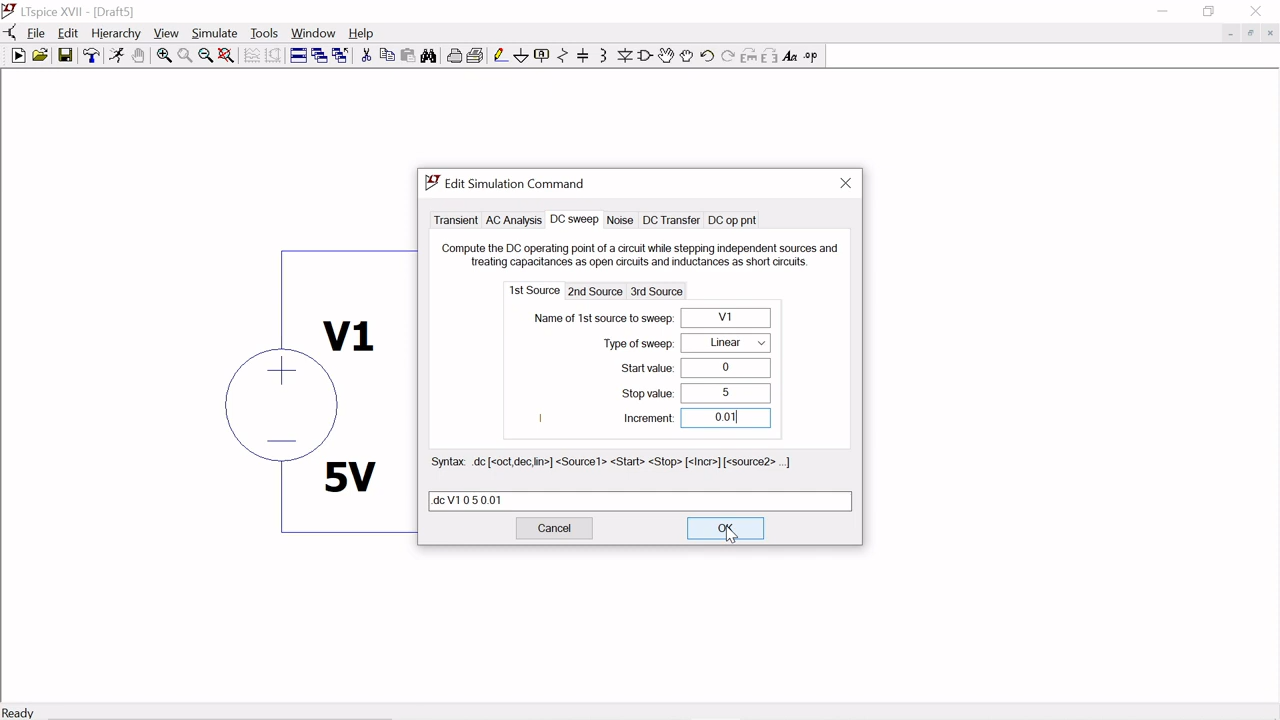 LTspice XVII - [Draft5]
File Edit Hierarchy View Simulate Tools Window Help
Aa .op
Edit Simulation Command
Transient AC Analysis DC sweep Noise DC Transfer DC op pnt
Compute the DC operating point of a circuit while stepping independent sources and
treating capacitances as open circuits and inductances as short circuits.
1st Source 2nd Source 3rd Source
Name of 1st source to sweep: V1
Type of sweep: Linear
Start value: 0
Stop value: 5
Increment: 0.01
Syntax: .dc [<oct,dec,lin>] <Source1> <Start> <Stop> [<Incr>] [<source2> ...]
.dc V1 0 5 0.01
Cancel OK
V1
5V
Ready